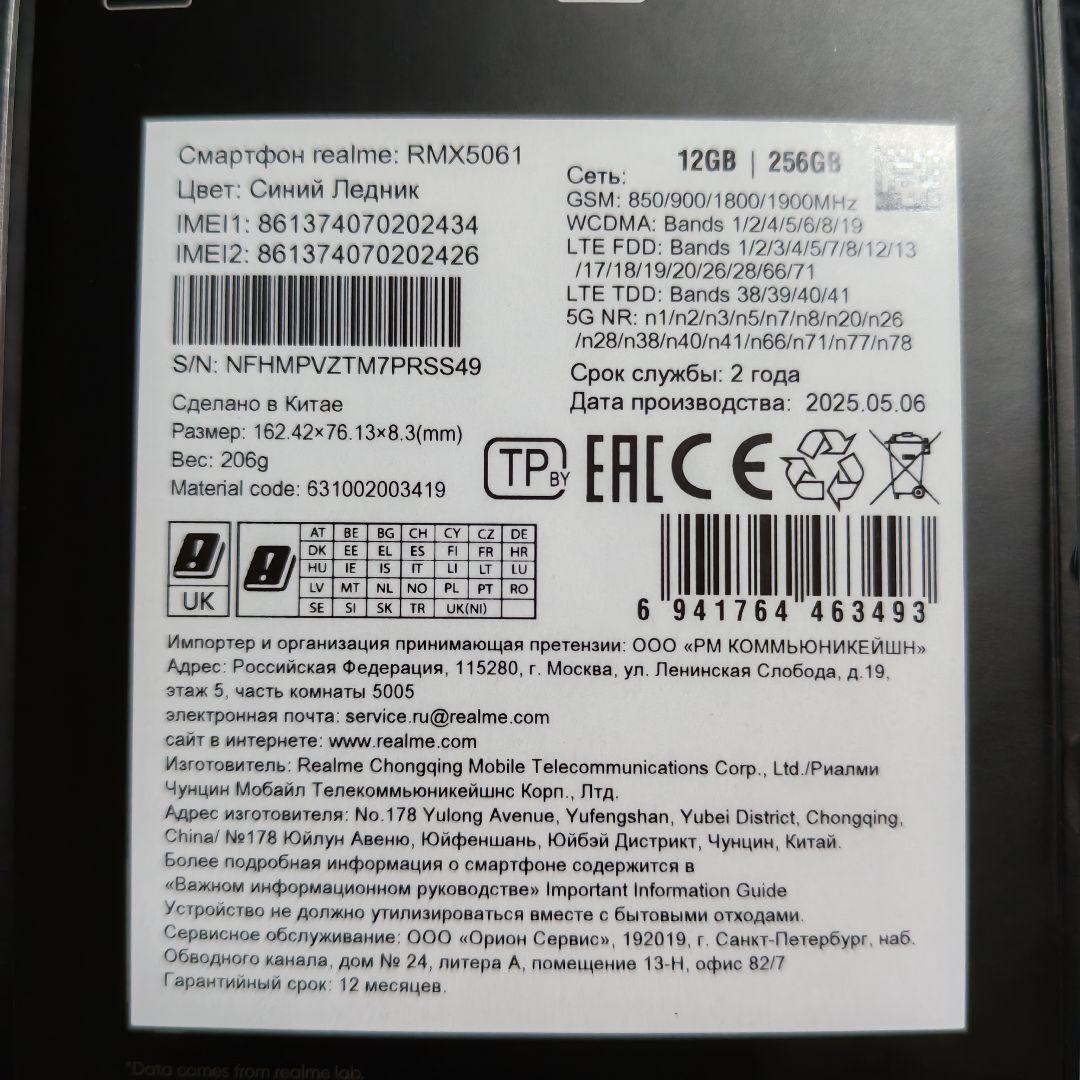 Смартфон realme: RMX5061
Цвет: Синий Ледник
IMEI1: 861374070202434
IMEI2: 861374070202426
S/N: NFHMPVZTM7PRSS49
Сделано в Китае
Размер: 162.42×76.13×8.3(mm)
Вес: 206g
Material code: 631002003419
12GB | 256GB
Сеть:
GSM: 850/900/1800/1900MHz
WCDMA: Bands 1/2/4/5/6/8/19
LTE FDD: Bands 1/2/3/4/5/7/8/12/13
/17/18/19/20/26/28/66/71
LTE TDD: Bands 38/39/40/41
5G NR: n1/n2/n3/n5/n7/n8/n20/n26
/n28/n38/n40/n41/n66/n71/n77/n78
Срок службы: 2 года
Дата производства: 2025.05.06
TP BY EAC CE
UK
AT BE BG CH CY CZ DE
DK EE EL ES FI FR HR
HU IE IS IT LI LT LU
LV MT NL NO PL PT RO
SE SI SK TR UK(NI)
6 941764 463493
Импортер и организация принимающая претензии: ООО «РМ КОММЬЮНИКЕЙШН»
Адрес: Российская Федерация, 115280, г. Москва, ул. Ленинская Слобода, д.19,
этаж 5, часть комнаты 5005
электронная почта: service.ru@realme.com
сайт в интернете: www.realme.com
Изготовитель: Realme Chongqing Mobile Telecommunications Corp., Ltd./Риалми
Чунцин Мобайл Телекоммьюникейшнс Корп., Лтд.
Адрес изготовителя: No.178 Yulong Avenue, Yufengshan, Yubei District, Chongqing,
China/ №178 Юйлун Авеню, Юйфеншань, Юйбэй Дистрикт, Чунцин, Китай.
Более подробная информация о смартфоне содержится в
«Важном информационном руководстве» Important Information Guide
Устройство не должно утилизироваться вместе с бытовыми отходами.
Сервисное обслуживание: ООО «Орион Сервис», 192019, г. Санкт-Петербург, наб.
Обводного канала, дом № 24, литера А, помещение 13-Н, офис 82/7
Гарантийный срок: 12 месяцев.
*Data comes from realme lab.